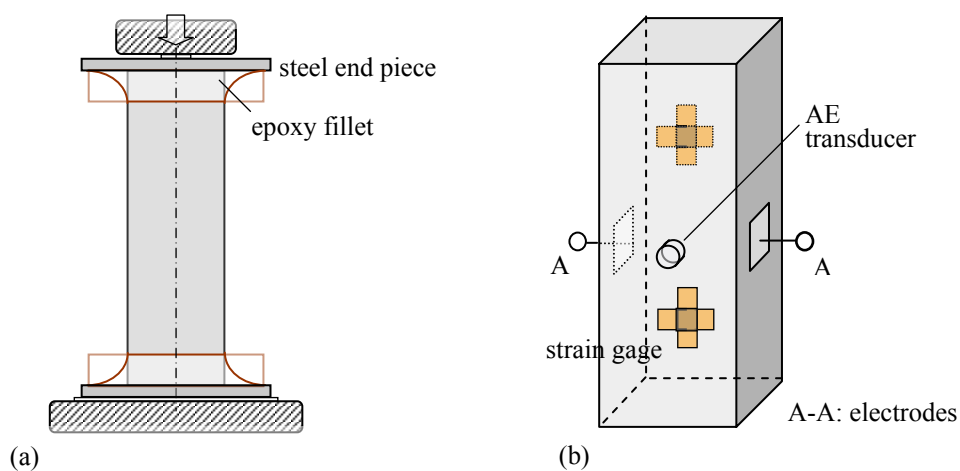 steel end piece
epoxy fillet
(a)
AE
transducer
A
A
strain gage
A-A: electrodes
(b)